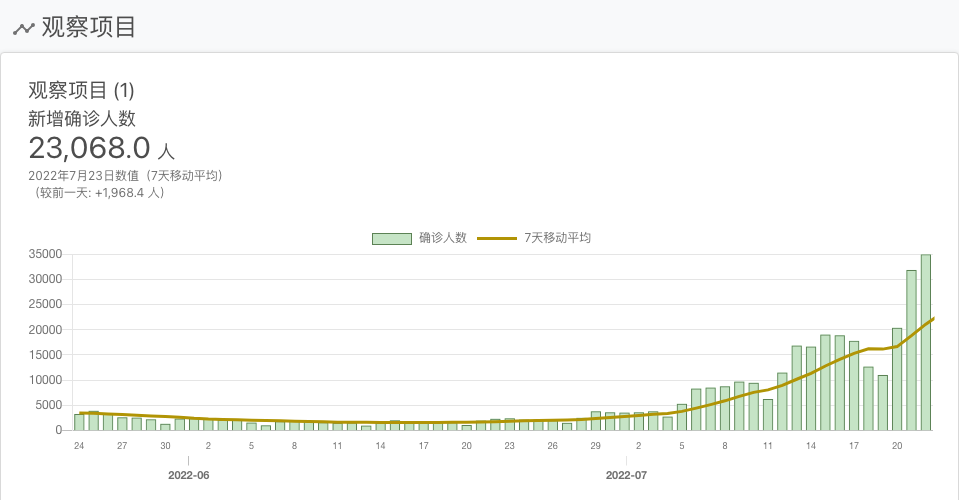 观察项目
观察项目 (1)
新增确诊人数
23,068.0 人
2022年7月23日数值（7天移动平均）
（较前一天: +1,968.4 人）
确诊人数 7天移动平均
35000
30000
25000
20000
15000
10000
5000
0
24 27 30 2 5 8 11 14 17 20 23 26 29 2 5 8 11 14 17 20
2022-06 2022-07